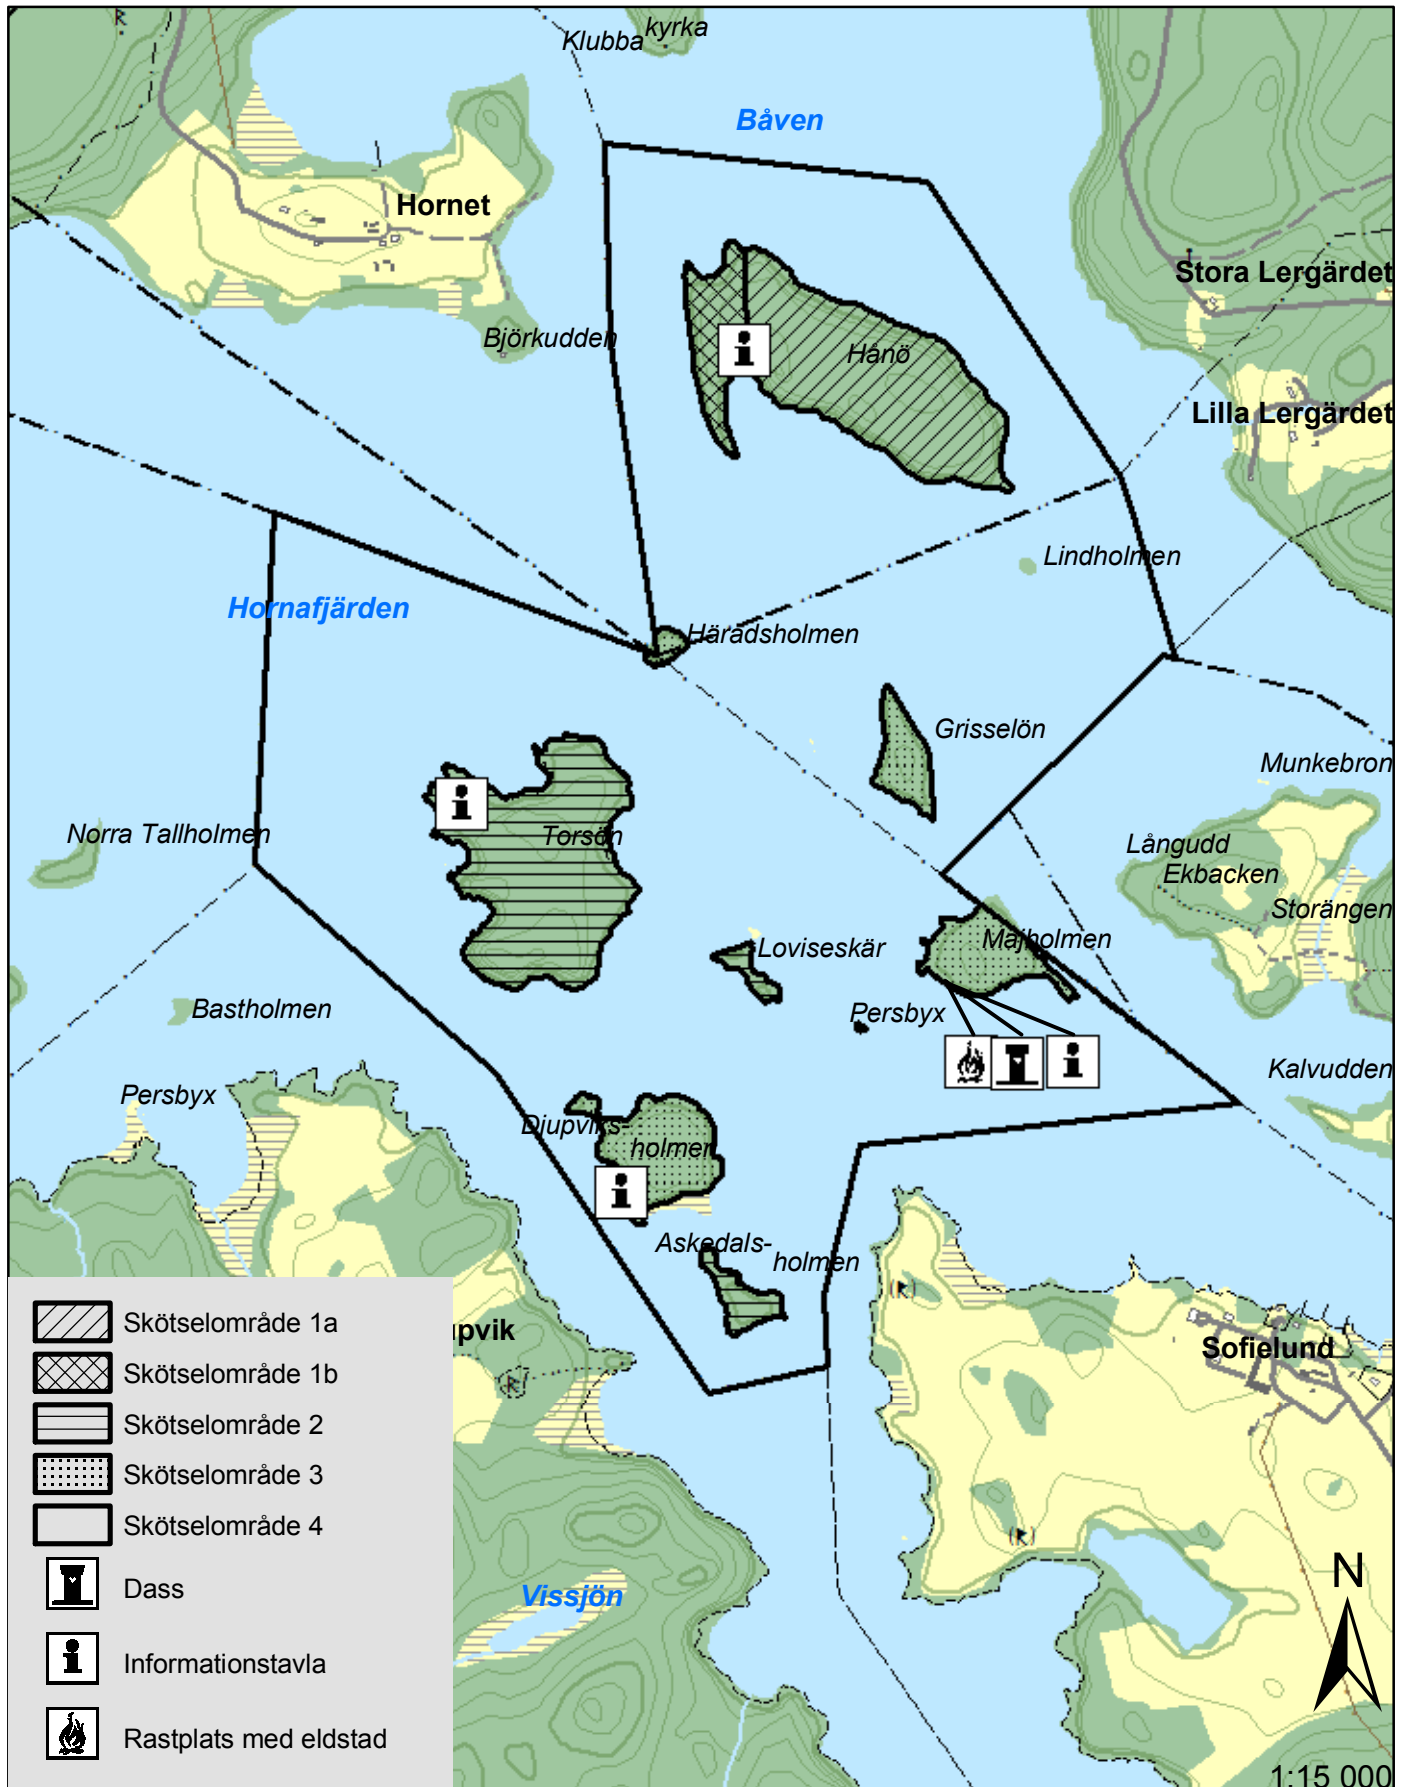 R
Klubba kyrka
Båven
Hornet
Stora Lergärdet
Björkudden
Hånö
Lilla Lergärdet
Lindholmen
Hornafjärden
Häradsholmen
Grisselön
Munkebron
Norra Tallholmen
Torsön
Långudd
Ekbacken
Storängen
Loviseskär
Majholmen
Bastholmen
Persbyx
Kalvudden
Persbyx
Djupviks-
holmen
Askedals-
holmen
(R)
upvik
Sofielund
R
(R)
Vissjön
Skötselområde 1a
Skötselområde 1b
Skötselområde 2
Skötselområde 3
Skötselområde 4
Dass
Informationstavla
Rastplats med eldstad
N
1:15 000